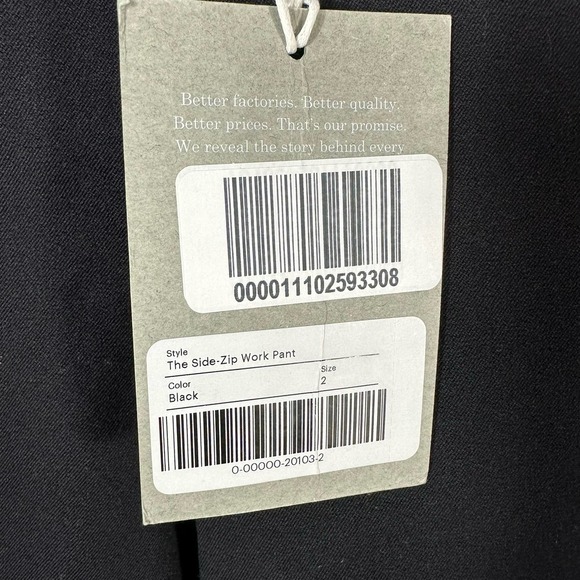 Better factories. Better quality.
Better prices. That's our promise.
We reveal the story behind every
000011102593308
Style
The Side-Zip Work Pant
Color
Size
Black
2
0-00000-20103-2